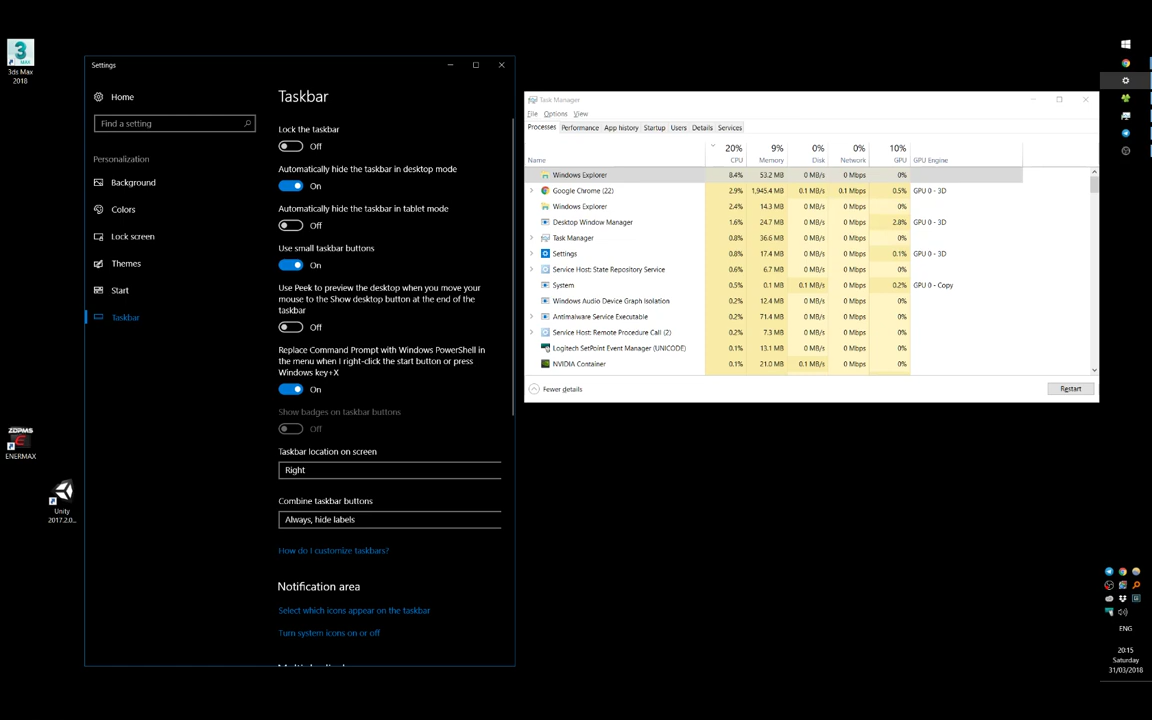 3ds Max
2018
ZDPMS
ENERMAX
Unity
2017.2.0...
Settings
Home
Find a setting
Personalization
Background
Colors
Lock screen
Themes
Start
Taskbar
Taskbar
Lock the taskbar
Off
Automatically hide the taskbar in desktop mode
On
Automatically hide the taskbar in tablet mode
Off
Use small taskbar buttons
On
Use Peek to preview the desktop when you move your
mouse to the Show desktop button at the end of the
taskbar
Off
Replace Command Prompt with Windows PowerShell in
the menu when I right-click the start button or press
Windows key+X
On
Show badges on taskbar buttons
Off
Taskbar location on screen
Right
Combine taskbar buttons
Always, hide labels
How do I customize taskbars?
Notification area
Select which icons appear on the taskbar
Turn system icons on or off
Task Manager
File Options View
Processes Performance App history Startup Users Details Services
20% 9% 0% 0% 10%
Name CPU Memory Disk Network GPU GPU Engine
Windows Explorer 8.4% 53.2 MB 0 MB/s 0 Mbps 0%
Google Chrome (22) 2.9% 1,945.4 MB 0.1 MB/s 0.1 Mbps 0.5% GPU 0 - 3D
Windows Explorer 2.4% 14.3 MB 0 MB/s 0 Mbps 0%
Desktop Window Manager 1.6% 24.7 MB 0 MB/s 0 Mbps 2.8% GPU 0 - 3D
Task Manager 0.8% 36.6 MB 0 MB/s 0 Mbps 0%
Settings 0.8% 17.4 MB 0 MB/s 0 Mbps 0.1% GPU 0 - 3D
Service Host: State Repository Service 0.6% 6.7 MB 0 MB/s 0 Mbps 0%
System 0.5% 0.1 MB 0.1 MB/s 0 Mbps 0.2% GPU 0 - Copy
Windows Audio Device Graph Isolation 0.2% 12.4 MB 0 MB/s 0 Mbps 0%
Antimalware Service Executable 0.2% 71.4 MB 0 MB/s 0 Mbps 0%
Service Host: Remote Procedure Call (2) 0.2% 7.3 MB 0 MB/s 0 Mbps 0%
Logitech SetPoint Event Manager (UNICODE) 0.1% 13.1 MB 0 MB/s 0 Mbps 0%
NVIDIA Container 0.1% 21.0 MB 0.1 MB/s 0 Mbps 0%
Fewer details
Restart
ENG
20:15
Saturday
31/03/2018